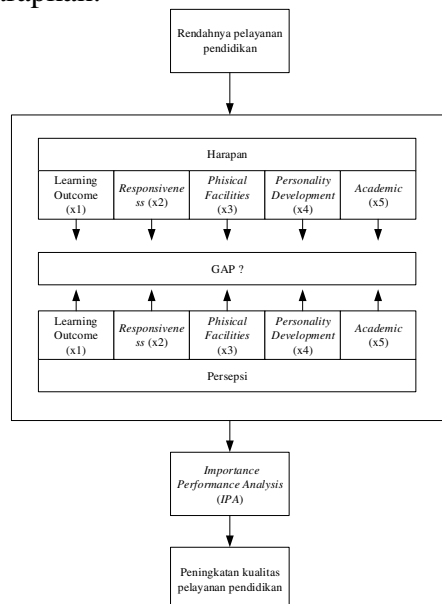 Rendahnya pelayanan
pendidikan
Harapan
Learning
Outcome
(x1)
Responsivene
ss (x2)
Phisical
Facilities
(x3)
Personality
Development
(x4)
Academic
(x5)
GAP ?
Learning
Outcome
(x1)
Responsivene
ss (x2)
Phisical
Facilities
(x3)
Personality
Development
(x4)
Academic
(x5)
Persepsi
Importance
Performance Analysis
(IPA)
Peningkatan kualitas
pelayanan pendidikan